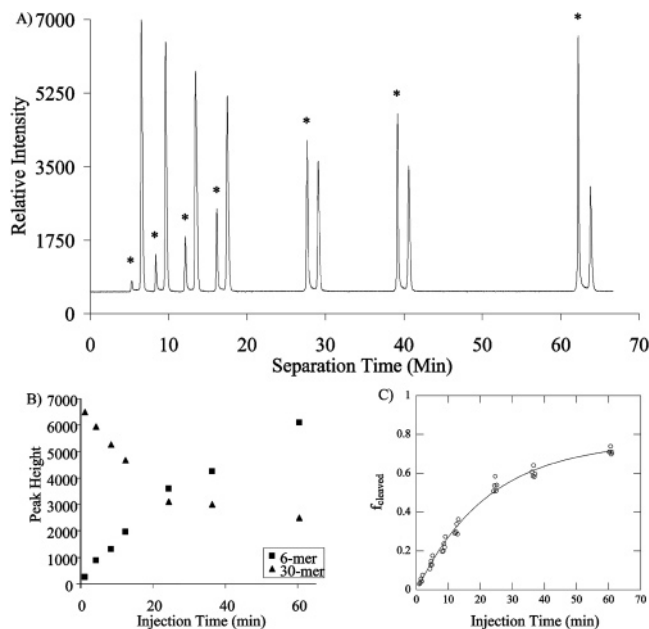 A)
7000
5250
3500
1750
0
Relative Intensity
* * * * * * *
0 10 20 30 40 50 60 70
Separation Time (Min)
B)
7000
6000
5000
4000
3000
2000
1000
0
Peak Height
0 20 40 60
Injection Time (min)
6-mer
30-mer
C)
1
0.8
0.6
0.4
0.2
0
fcleaved
0 10 20 30 40 50 60 70
Injection Time (min)